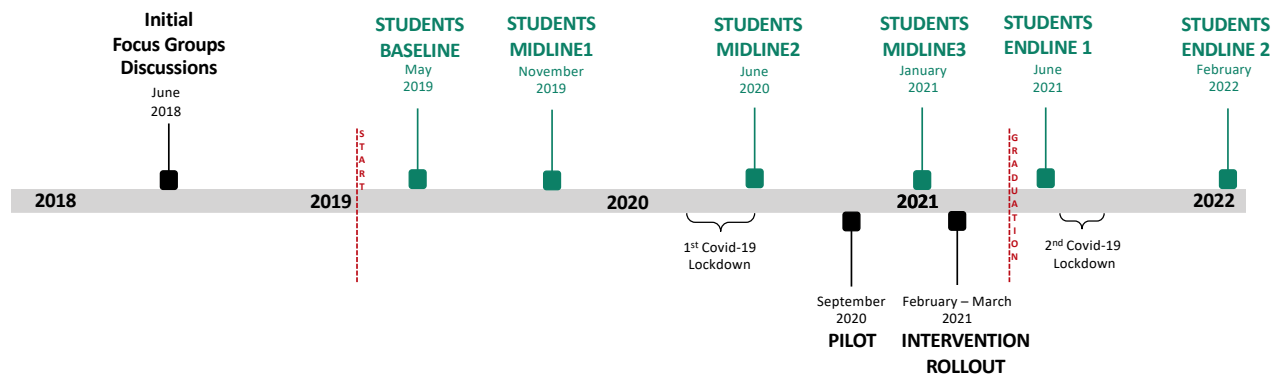 Initial
Focus Groups
Discussions
June
2018
STUDENTS
BASELINE
May
2019
STUDENTS
MIDLINE1
November
2019
STUDENTS
MIDLINE2
June
2020
STUDENTS
MIDLINE3
January
2021
STUDENTS
ENDLINE 1
June
2021
STUDENTS
ENDLINE 2
February
2022
START
GRADUATION
2018
2019
2020
2021
2022
1st Covid-19
Lockdown
2nd Covid-19
Lockdown
September
2020
PILOT
February – March
2021
INTERVENTION
ROLLOUT